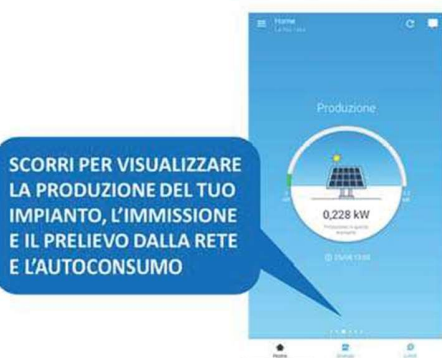 Home
SCORRI PER VISUALIZZARE
LA PRODUZIONE DEL TUO
IMPIANTO, L'IMMISSIONE
E IL PRELIEVO DALLA RETE
E L'AUTOCONSUMO
Produzione
0,228 kW
Home